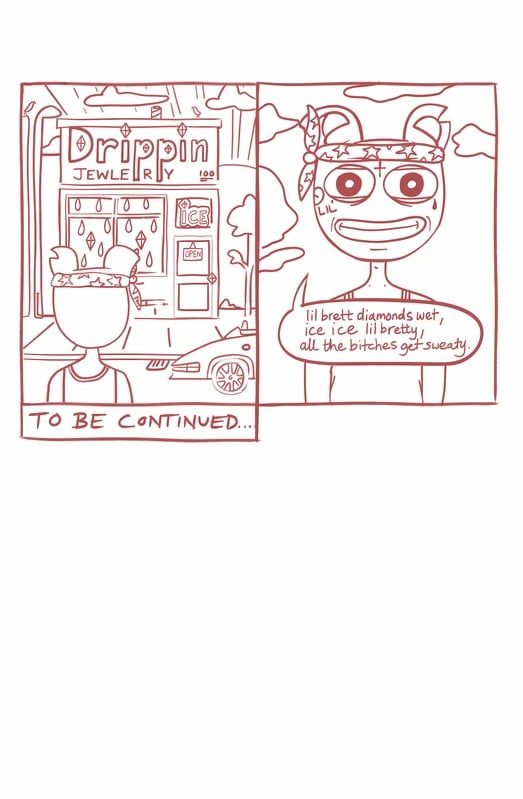 Drippin
JEWLERY 100
ICE
OPEN
TO BE CONTINUED...
LIL
lil brett diamonds wet,
ice ice lil bretty,
all the bitches get sweaty.